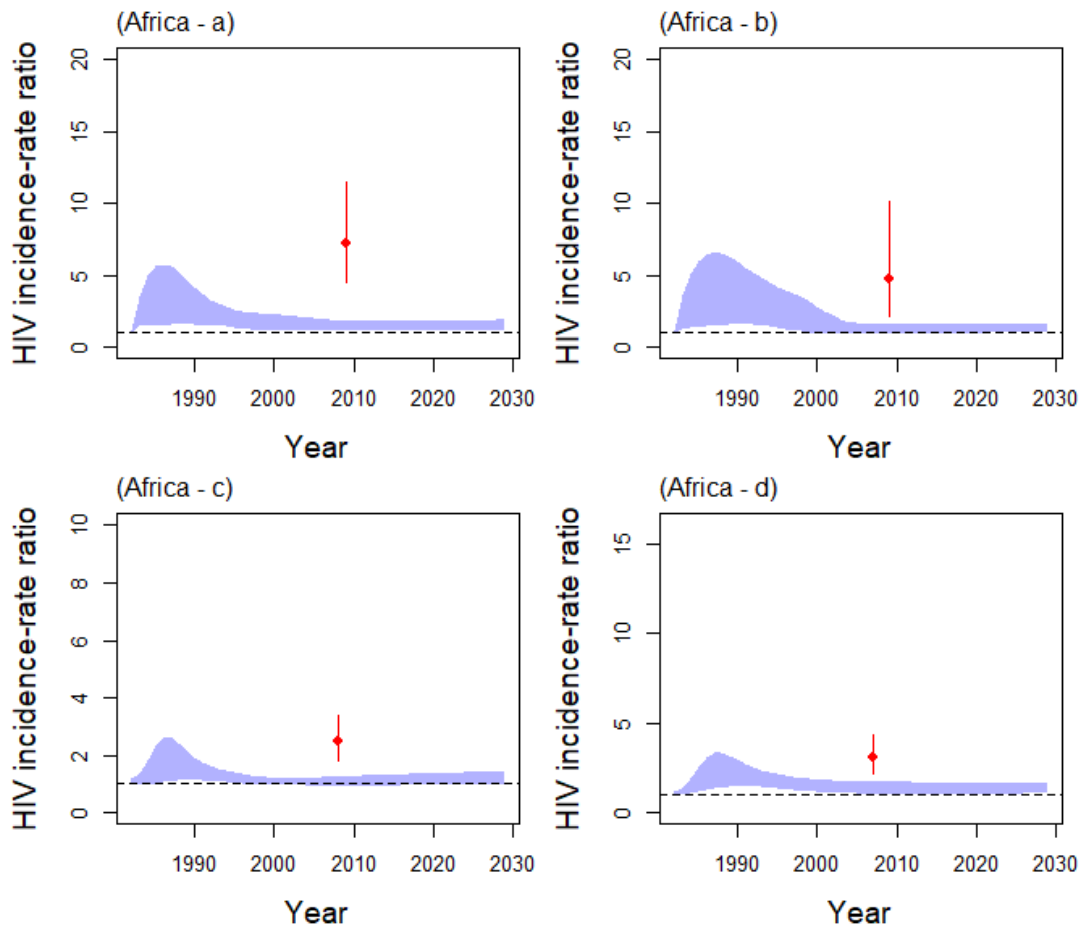 (Africa - a)
HIV incidence-rate ratio
20
15
10
5
0
1990 2000 2010 2020 2030
Year
(Africa - b)
HIV incidence-rate ratio
20
15
10
5
0
1990 2000 2010 2020 2030
Year
(Africa - c)
HIV incidence-rate ratio
10
8
6
4
2
0
1990 2000 2010 2020 2030
Year
(Africa - d)
HIV incidence-rate ratio
15
10
5
0
1990 2000 2010 2020 2030
Year